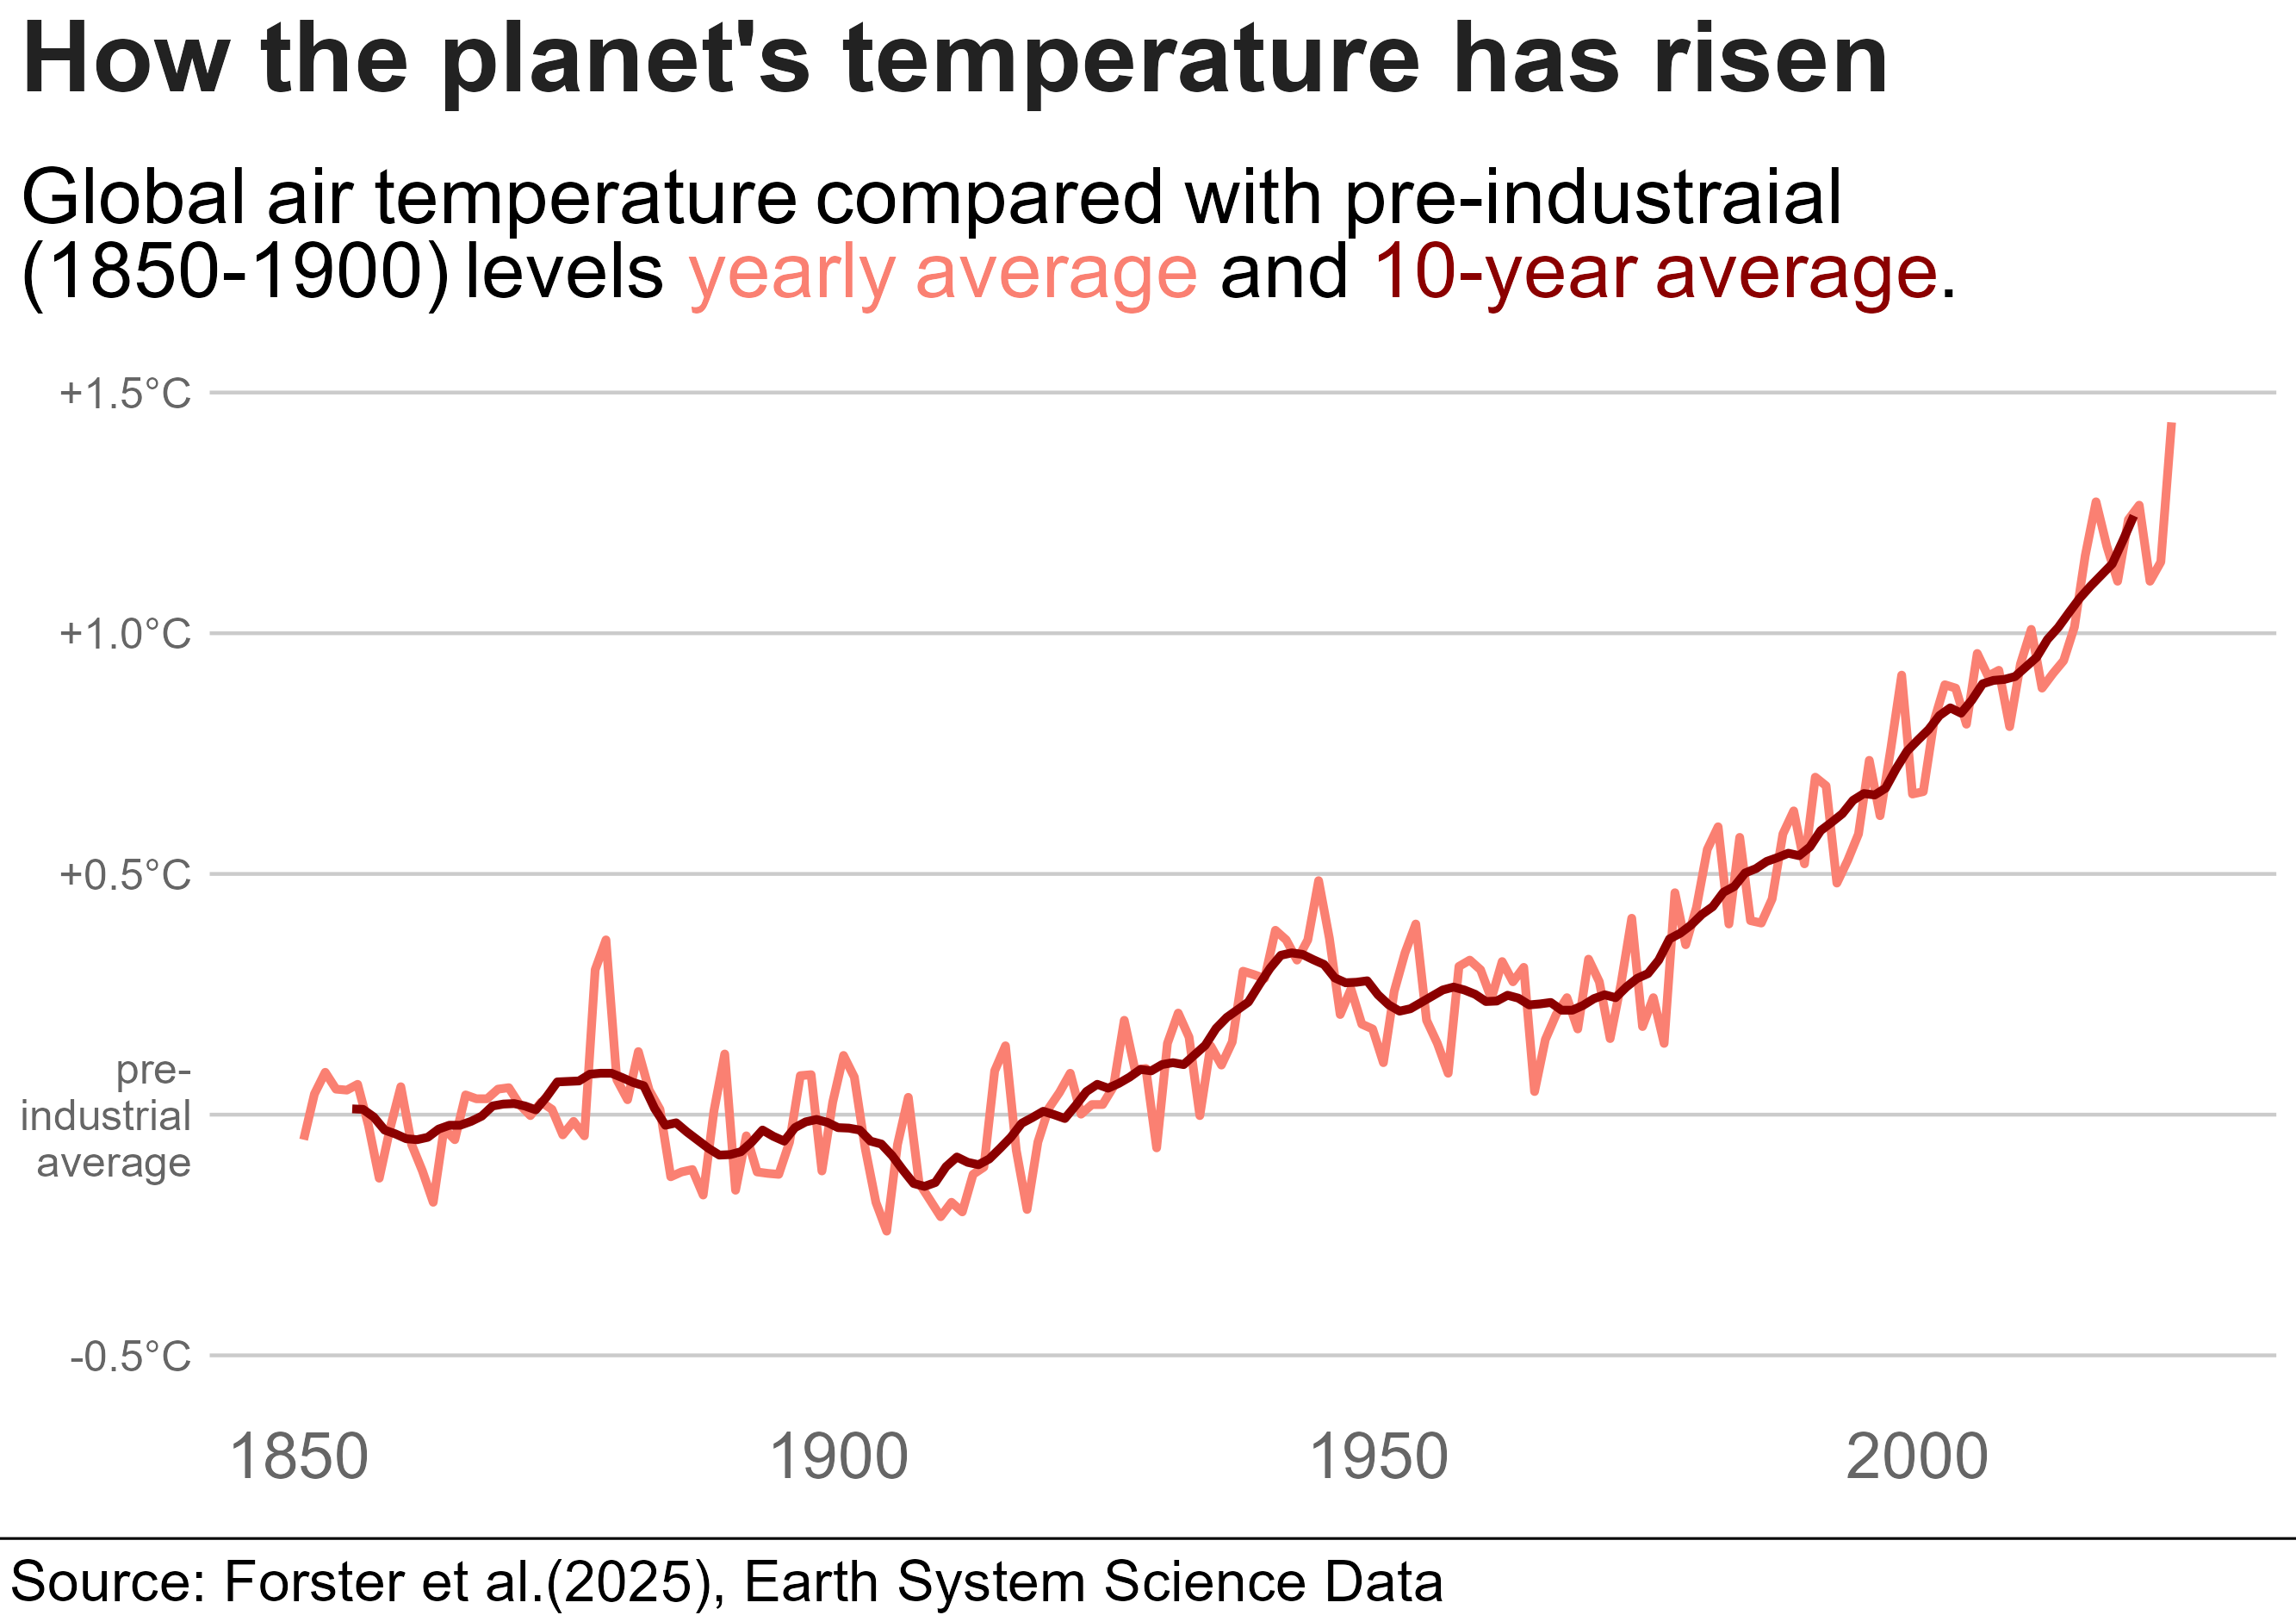 How the planet's temperature has risen
Global air temperature compared with pre-industraial
(1850-1900) levels yearly average and 10-year average.
+1.5°C
+1.0°C
+0.5°C
pre-
industrial
average
-0.5°C
1850 1900 1950 2000
Source: Forster et al.(2025), Earth System Science Data